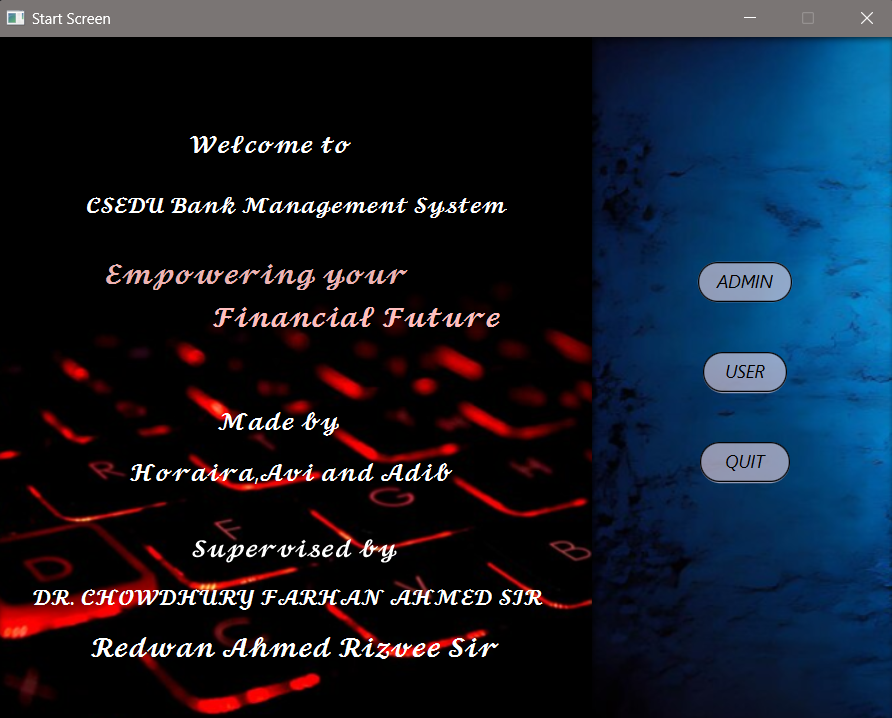 Start Screen
Welcome to
CSEDU Bank Management System
Empowering your
Financial Future
Made by
Horaira,Avi and Adib
Supervised by
DR. CHOWDHURY FARHAN AHMED SIR
Redwan Ahmed Rizvee Sir
ADMIN
USER
QUIT
R
T
H
F
G
H
D
V
B
C